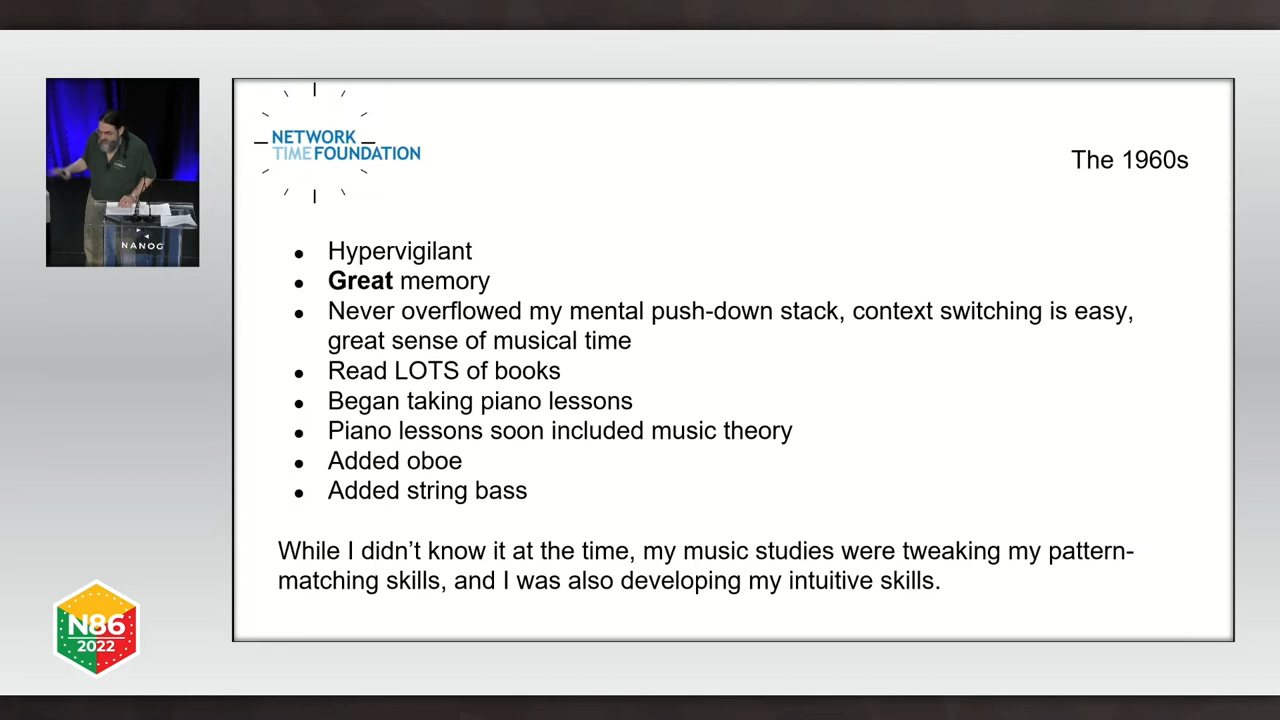 NETWORK
TIME FOUNDATION
The 1960s
• Hypervigilant
• Great memory
• Never overflowed my mental push-down stack, context switching is easy,
great sense of musical time
• Read LOTS of books
• Began taking piano lessons
• Piano lessons soon included music theory
• Added oboe
• Added string bass
While I didn’t know it at the time, my music studies were tweaking my pattern-
matching skills, and I was also developing my intuitive skills.
NANOG
N86
2022